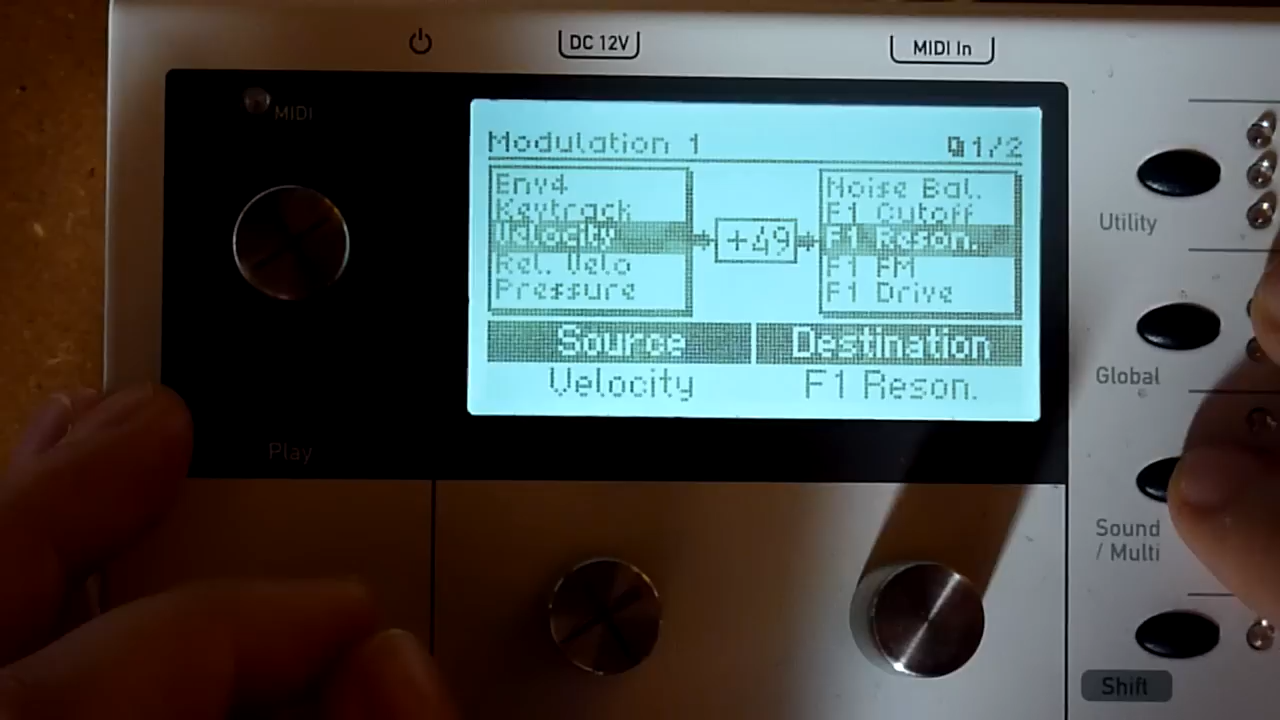 DC 12V
MIDI In
MIDI
Modulation 1
1/2
Env4
Keytrack
Velocity
Rel. Velo
Pressure
+49
Noise Bal.
F1 Cutoff
F1 Reson.
F1 FM
F1 Drive
Source
Destination
Velocity
F1 Reson.
Play
Utility
Global
Sound
/ Multi
Shift